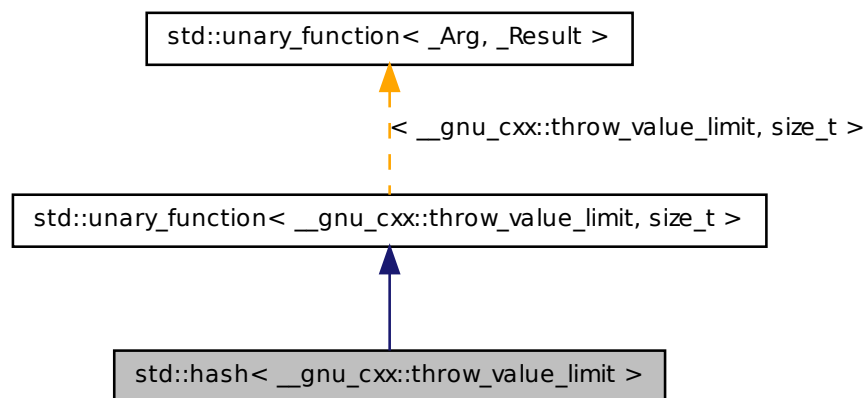 std::unary_function< _Arg, _Result >
< __gnu_cxx::throw_value_limit, size_t >
std::unary_function< __gnu_cxx::throw_value_limit, size_t >
std::hash< __gnu_cxx::throw_value_limit >